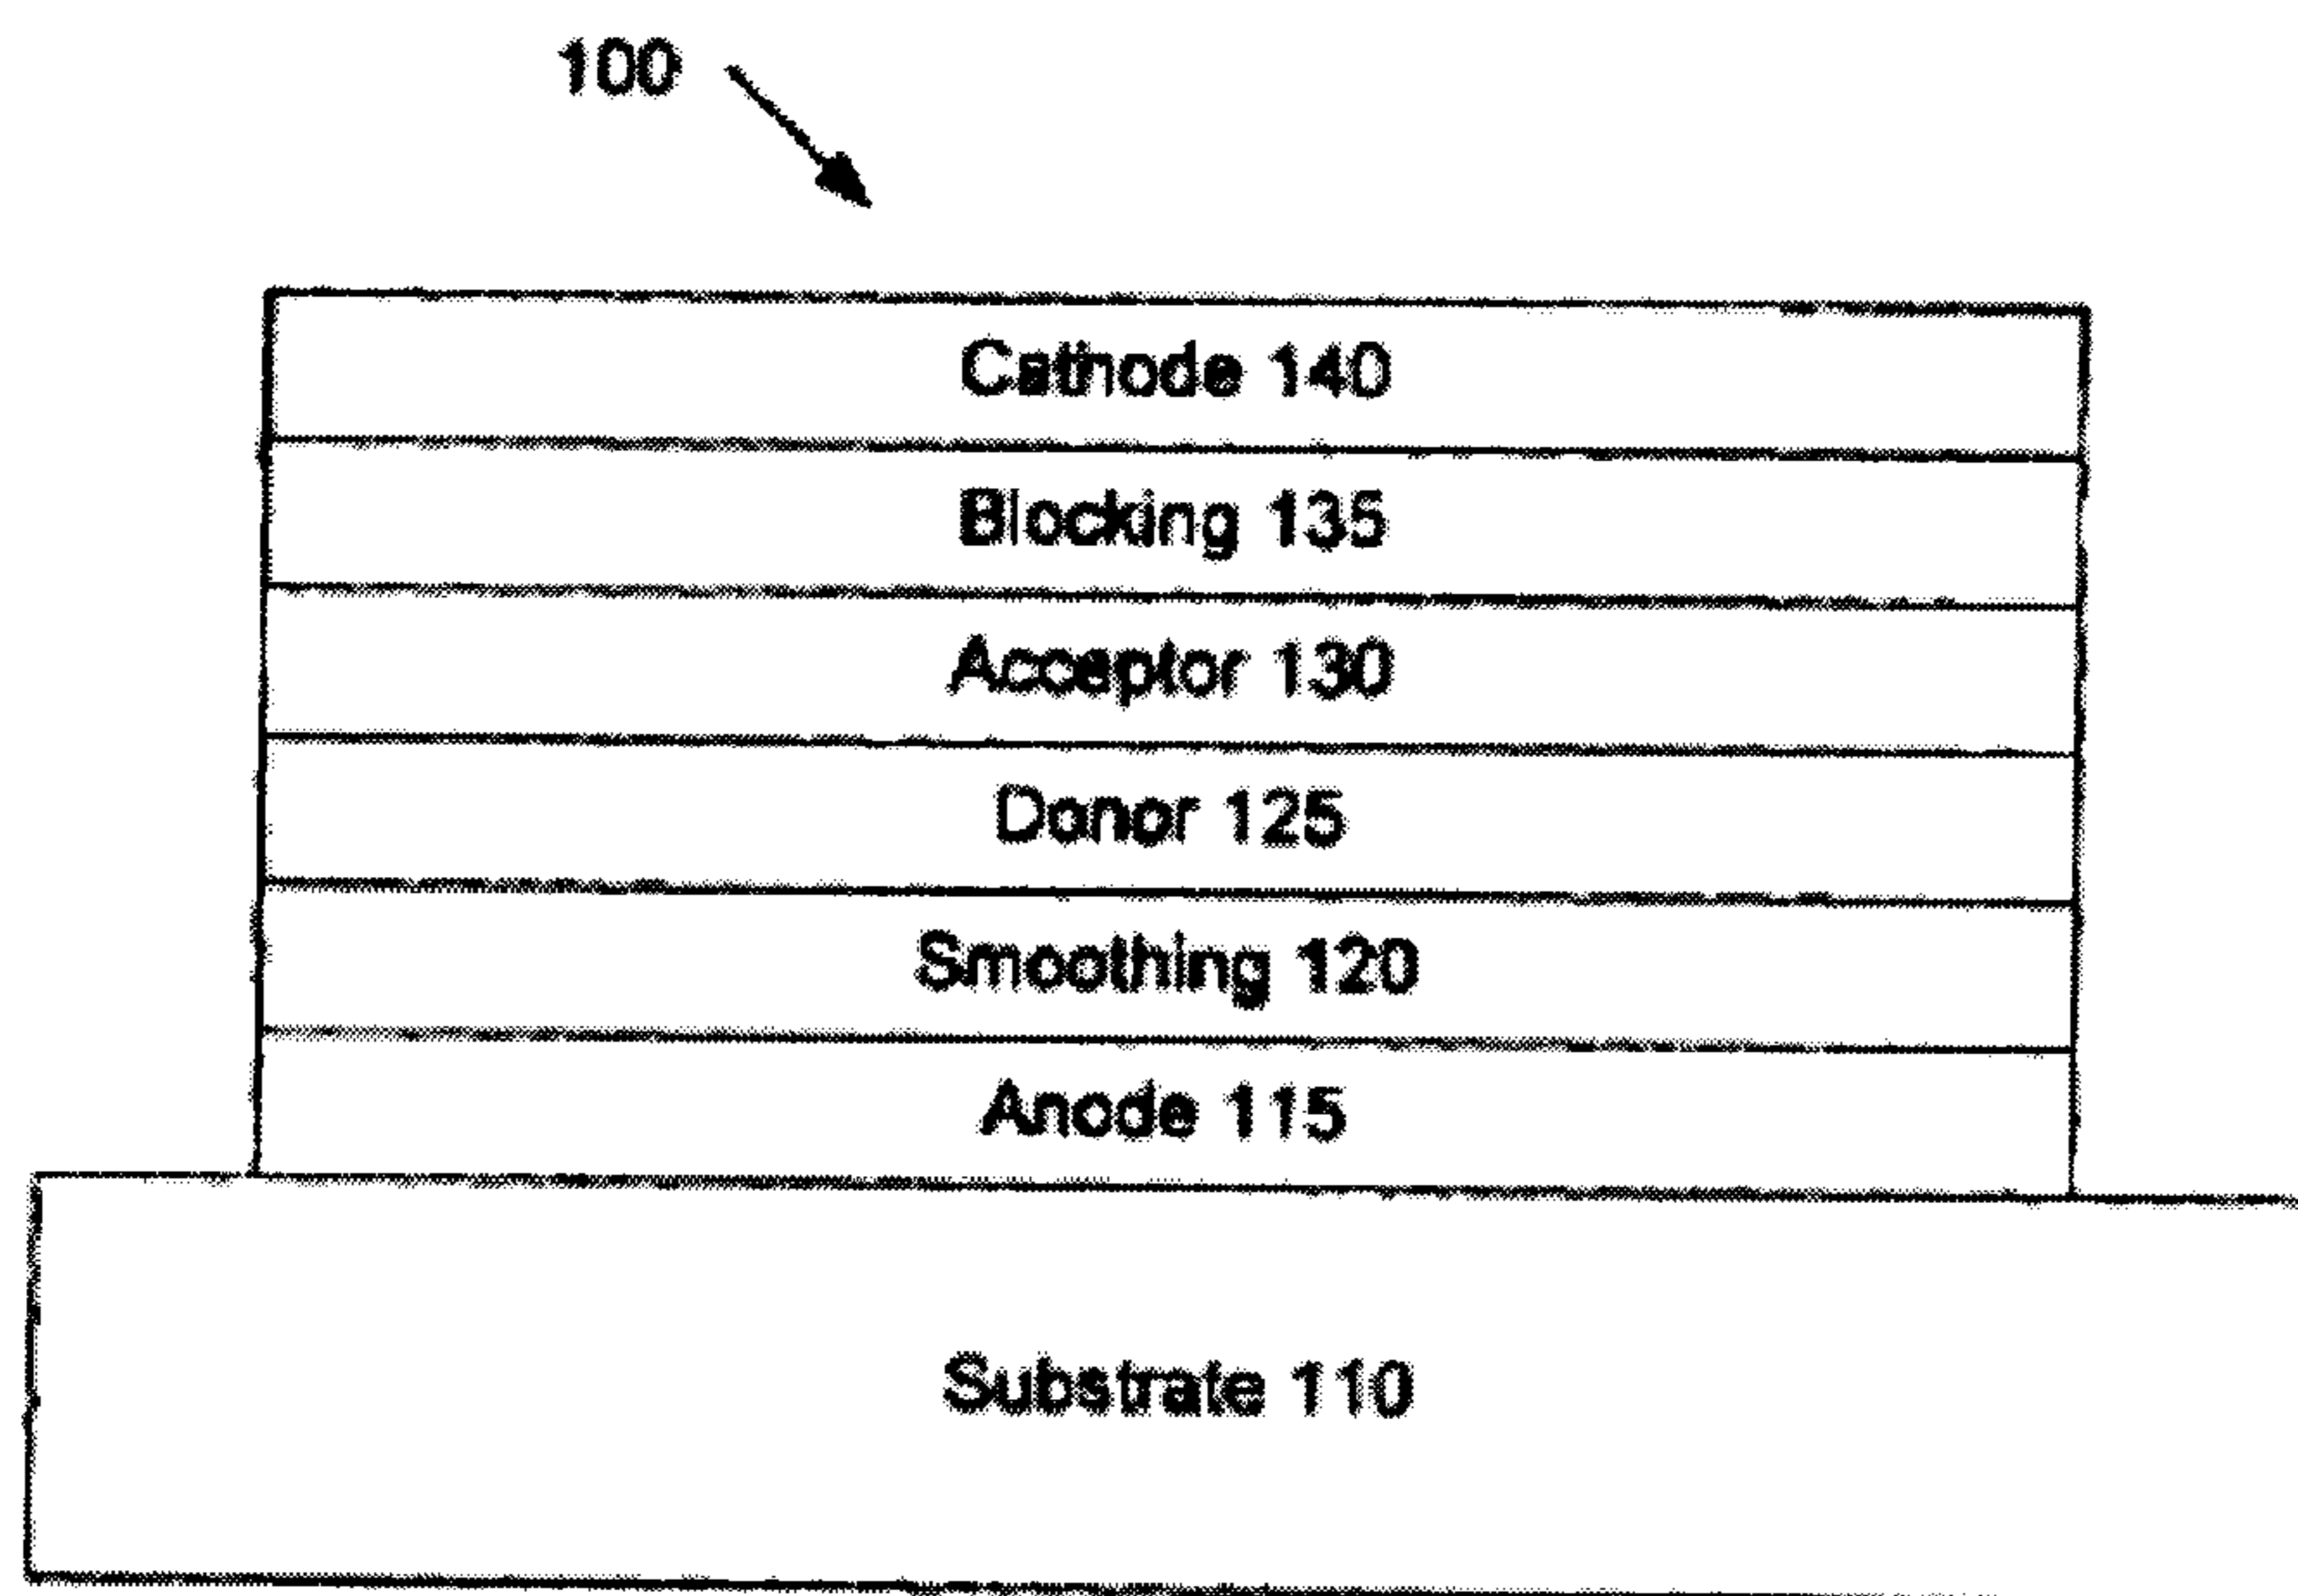 100
Cathode 140
Blocking 135
Acceptor 130
Donor 125
Smoothing 120
Anode 115
Substrate 110